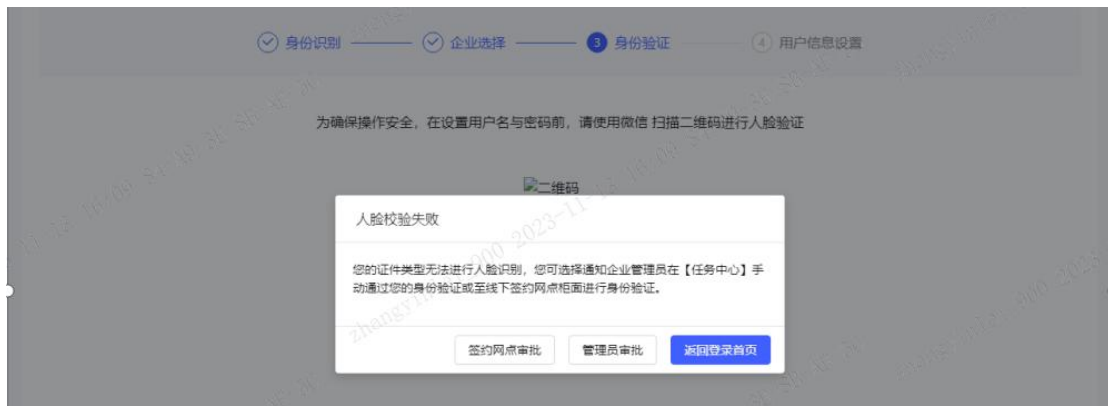 身份识别 企业选择 3 身份验证 4 用户信息设置
为确保操作安全，在设置用户名与密码前，请使用微信 扫描二维码进行人脸验证
二维码
人脸校验失败
您的证件类型无法进行人脸识别，您可选择通知企业管理员在【任务中心】手
动通过您的身份验证或至线下签约网点柜面进行身份验证。
签约网点审批 管理员审批 返回登录首页